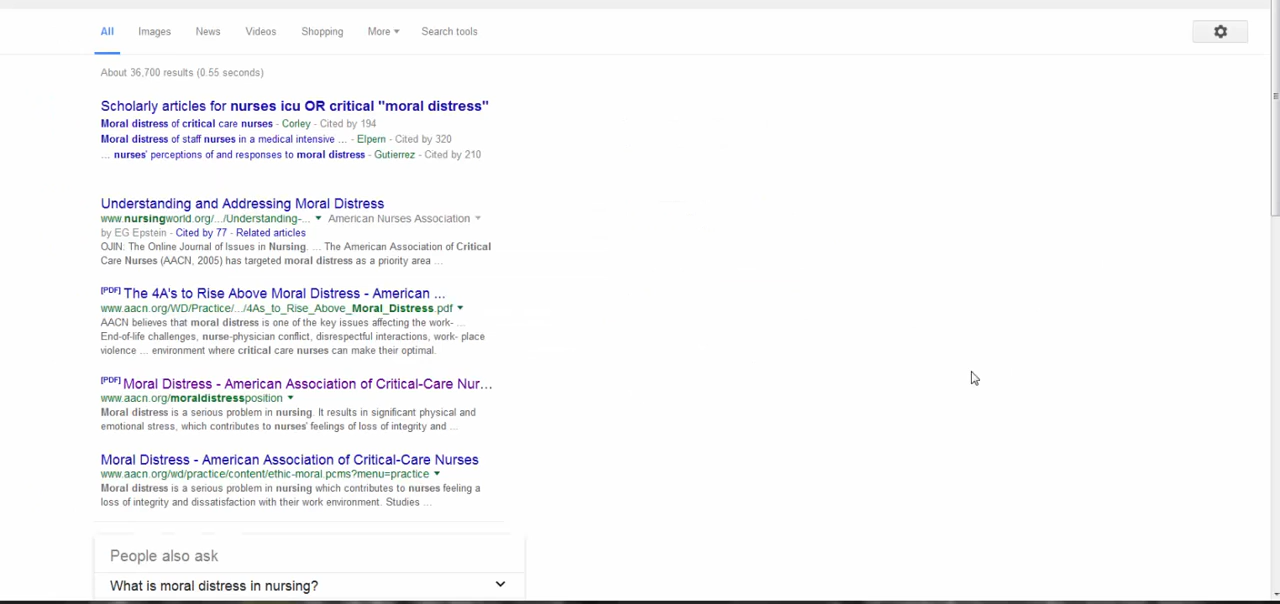 All Images News Videos Shopping More Search tools
About 36,700 results (0.55 seconds)
Scholarly articles for nurses icu OR critical "moral distress"
Moral distress of critical care nurses - Corley - Cited by 194
Moral distress of staff nurses in a medical intensive ... - Elpern - Cited by 320
... nurses' perceptions of and responses to moral distress - Gutierrez - Cited by 210
Understanding and Addressing Moral Distress
www.nursingworld.org/.../Understanding-... American Nurses Association
by EG Epstein - Cited by 77 - Related articles
OJIN: The Online Journal of Issues in Nursing. ... The American Association of Critical
Care Nurses (AACN, 2005) has targeted moral distress as a priority area ...
[PDF] The 4A's to Rise Above Moral Distress - American ...
www.aacn.org/WD/Practice/.../4As_to_Rise_Above_Moral_Distress.pdf
AACN believes that moral distress is one of the key issues affecting the work- ...
End-of-life challenges, nurse-physician conflict, disrespectful interactions, work- place
violence ... environment where critical care nurses can make their optimal.
[PDF] Moral Distress - American Association of Critical-Care Nur...
www.aacn.org/moraldistressposition
Moral distress is a serious problem in nursing. It results in significant physical and
emotional stress, which contributes to nurses' feelings of loss of integrity and ...
Moral Distress - American Association of Critical-Care Nurses
www.aacn.org/wd/practice/content/ethic-moral.pcms?menu=practice
Moral distress is a serious problem in nursing which contributes to nurses feeling a
loss of integrity and dissatisfaction with their work environment. Studies ...
People also ask
What is moral distress in nursing?